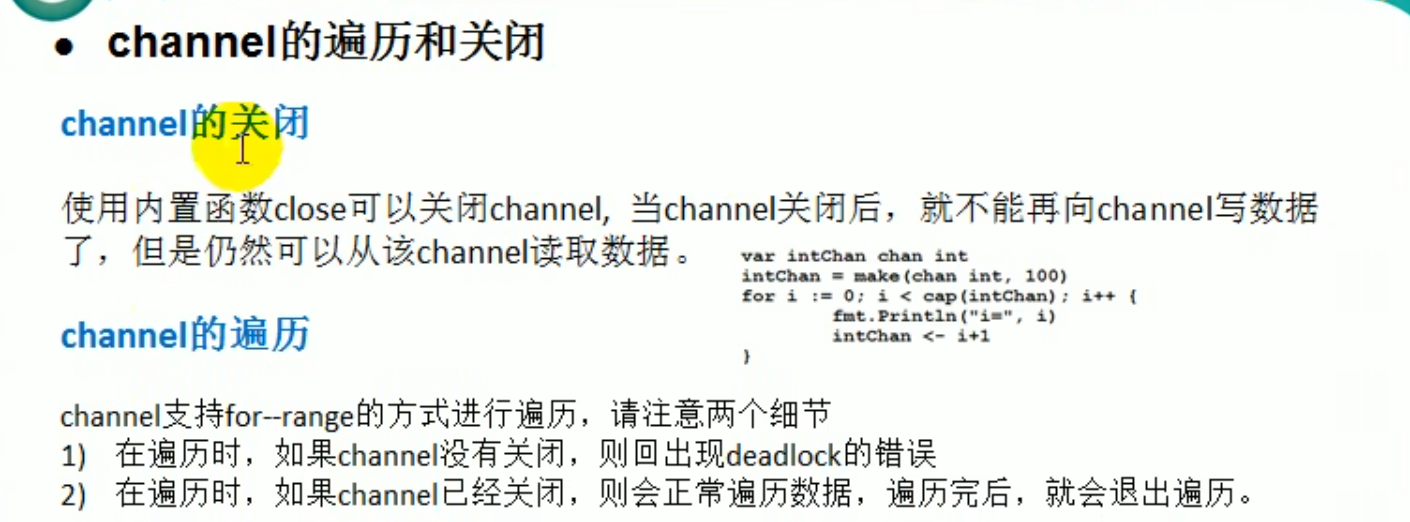 ● channel的遍历和关闭
channel的关闭
使用内置函数close可以关闭channel, 当channel关闭后，就不能再向channel写数据
了，但是仍然可以从该channel读取数据。
var intChan chan int
intChan = make(chan int, 100)
for i := 0; i < cap(intChan); i++ {
fmt.Println("i=", i)
intChan <- i+1
}
channel的遍历
channel支持for--range的方式进行遍历，请注意两个细节
1) 在遍历时，如果channel没有关闭，则回出现deadlock的错误
2) 在遍历时，如果channel已经关闭，则会正常遍历数据，遍历完后，就会退出遍历。